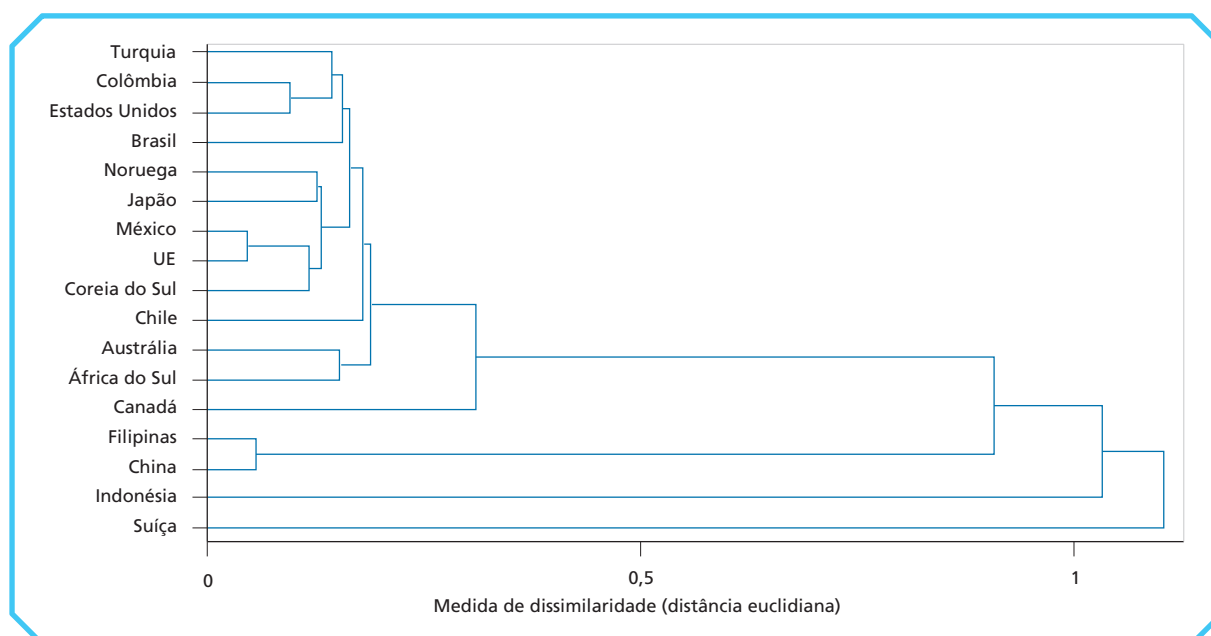 Turquia
Colômbia
Estados Unidos
Brasil
Noruega
Japão
México
UE
Coreia do Sul
Chile
Austrália
África do Sul
Canadá
Filipinas
China
Indonésia
Suíça
0 0,5 1
Medida de dissimilaridade (distância euclidiana)